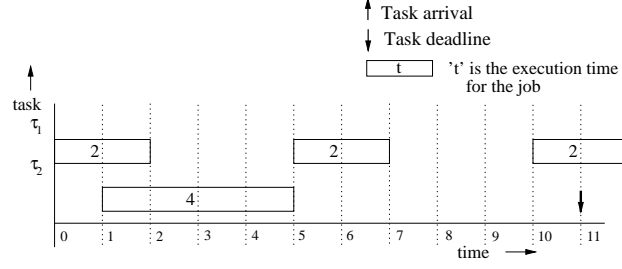 Task arrival
Task deadline
t 't' is the execution time
for the job
task
τ1
2 2 2
τ2
4
0 1 2 3 4 5 6 7 8 9 10 11
time